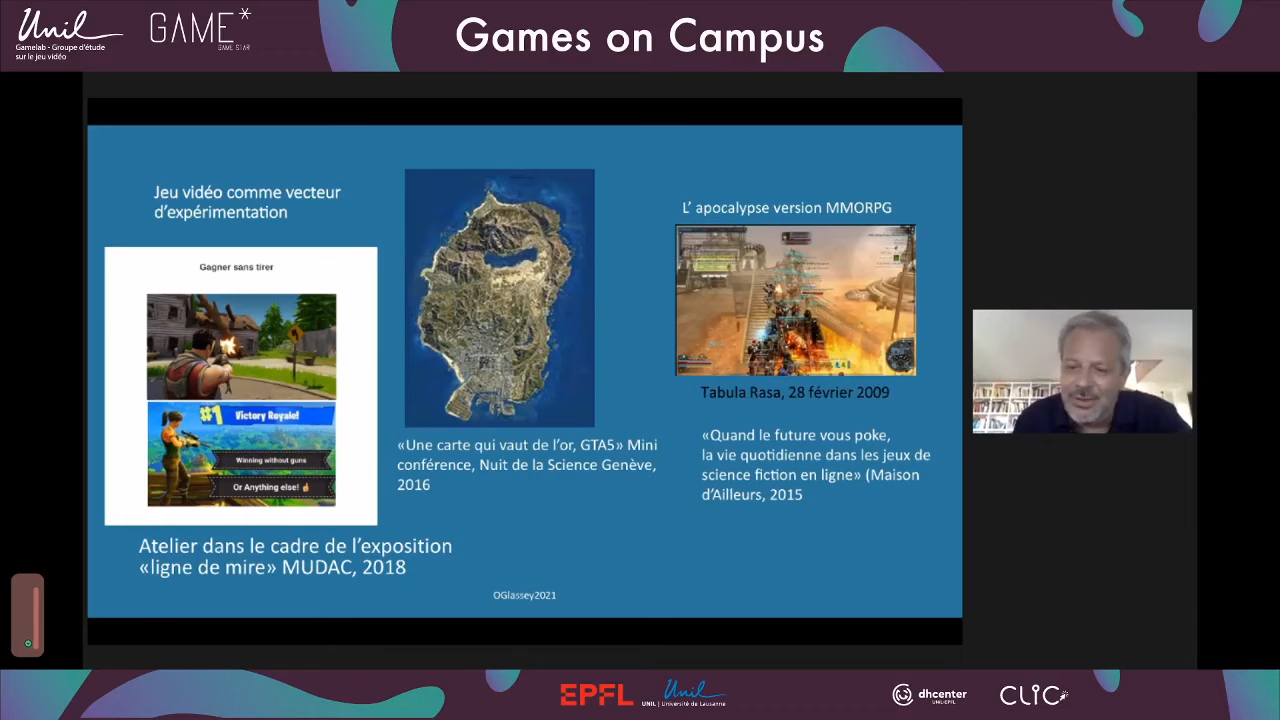 Unil
Gamelab - Groupe d'étude
sur le jeu vidéo
GAME*
GAME STAR
Games on Campus
Jeu vidéo comme vecteur
d'expérimentation
Gagner sans tirer
#1 Victory Royale!
Winning without guns
Or Anything else!
Atelier dans le cadre de l'exposition
«ligne de mire» MUDAC, 2018
«Une carte qui vaut de l'or, GTA5» Mini
conférence, Nuit de la Science Genève,
2016
L' apocalypse version MMORPG
Tabula Rasa, 28 février 2009
«Quand le future vous poke,
la vie quotidienne dans les jeux de
science fiction en ligne» (Maison
d'Ailleurs, 2015
OGlassey2021
EPFL
Unil
UNIL | Université de Lausanne
dhcenter
UNIL-EPFL
CLIC